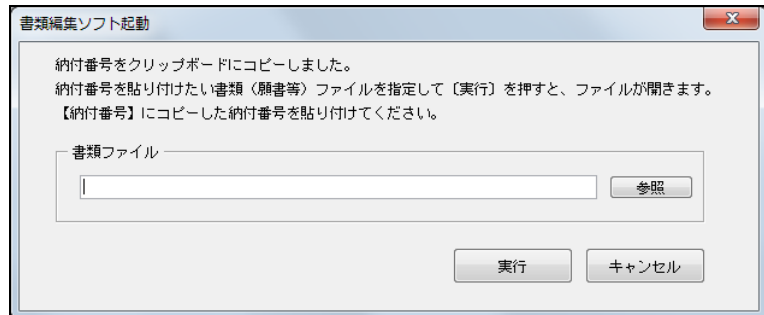 書類編集ソフト起動
納付番号をクリップボードにコピーしました。
納付番号を貼り付けたい書類（願書等）ファイルを指定して〔実行〕を押すと、ファイルが開きます。
【納付番号】にコピーした納付番号を貼り付けてください。
書類ファイル
参照
実行
キャンセル